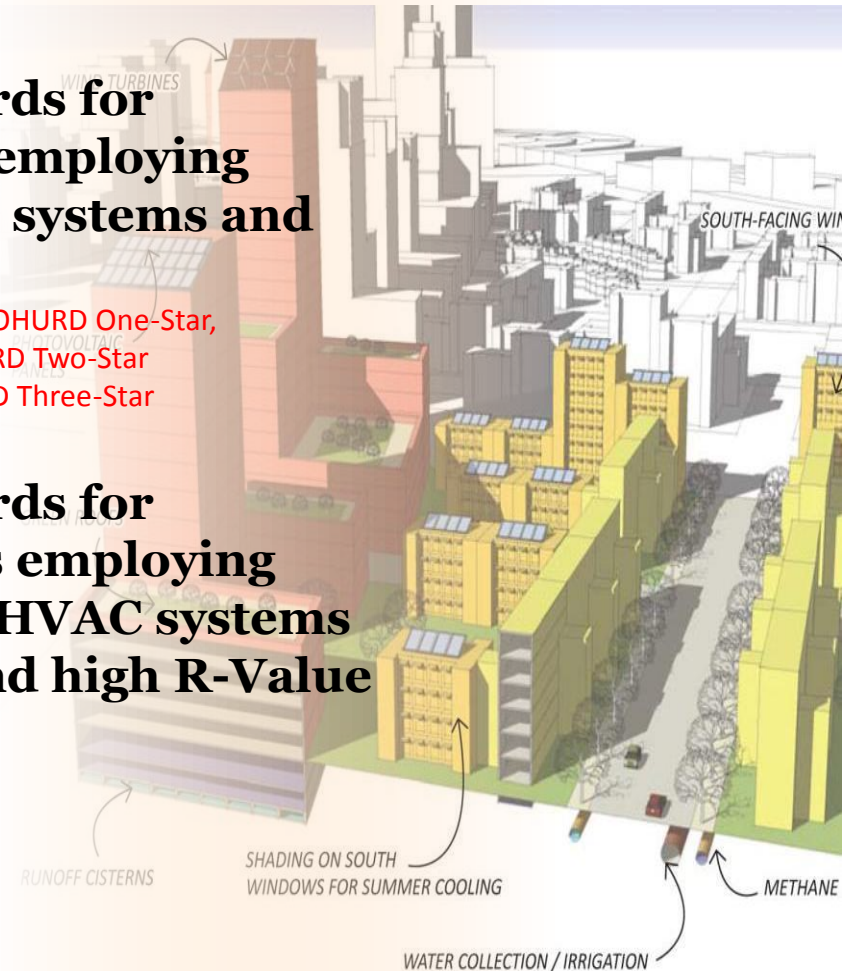 WIND TURBINES
rds for
employing
systems and
SOUTH-FACING WIN
OHURD One-Star,
PHOTOVOLTAIC
PANELS
RD Two-Star
D Three-Star
rds for
GREEN ROOFS
s employing
HVAC systems
nd high R-Value
RUNOFF CISTERNS
SHADING ON SOUTH
WINDOWS FOR SUMMER COOLING
METHANE
WATER COLLECTION / IRRIGATION